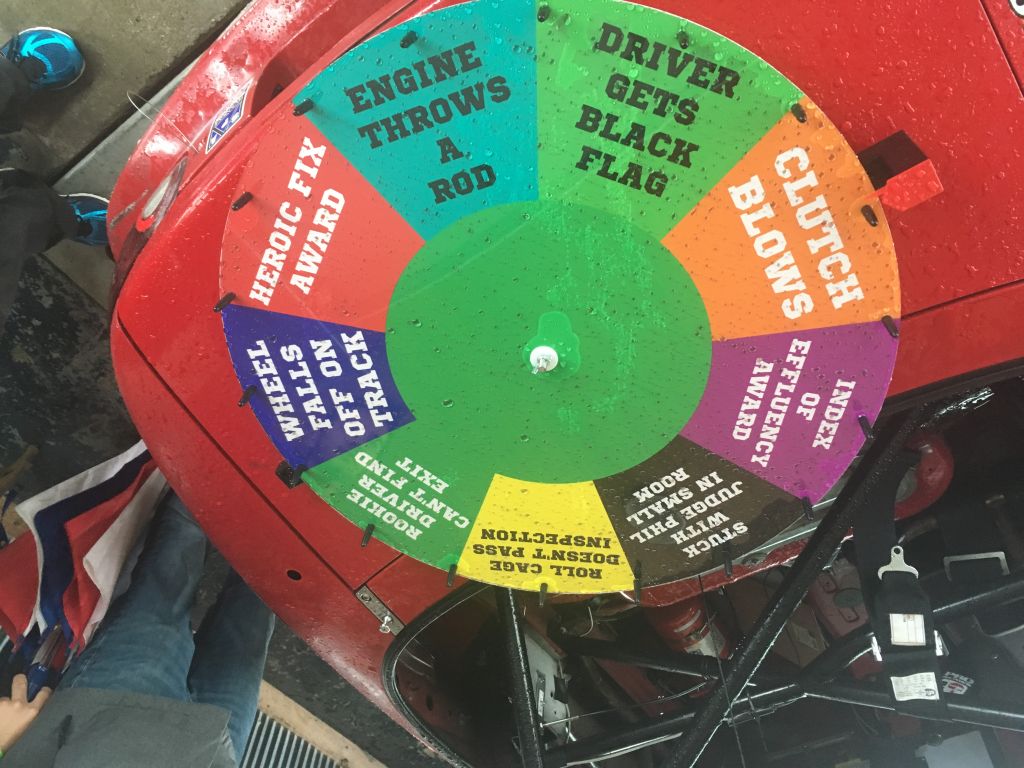 ENGINE
THROWS
A
ROD
DRIVER
GETS
BLACK
FLAG
CLUTCH
BLOWS
INDEX
OF
EFFLUENCY
AWARD
STUCK
WITH
JUDGE PHIL
IN SMALL
ROOM
ROLL CAGE
DOESN'T PASS
INSPECTION
ROOKIE
DRIVER
CAN'T FIND
EXIT
WHEEL
FALLS
OFF ON
TRACK
HEROIC FIX
AWARD